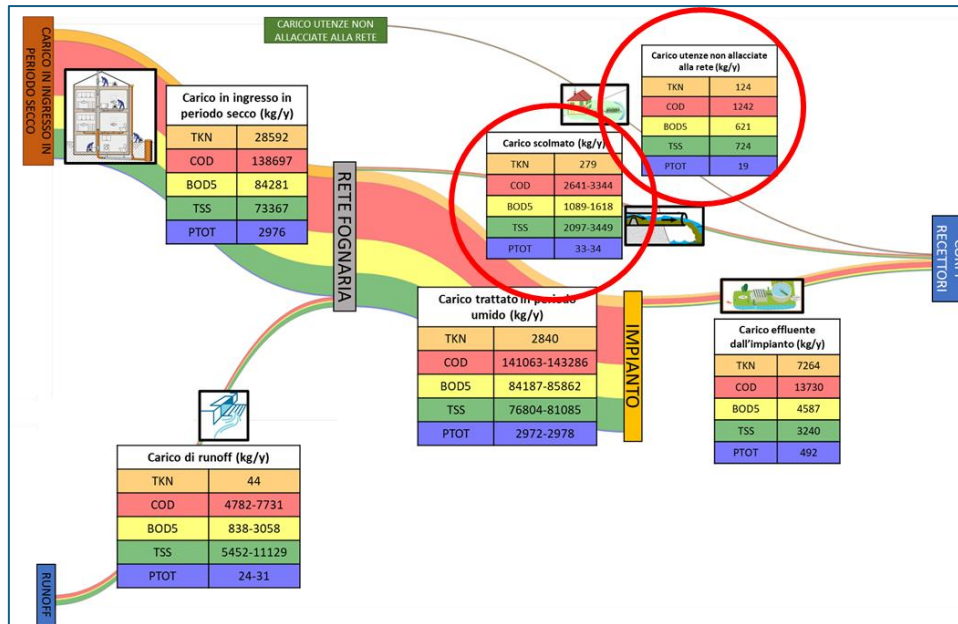 CARICO IN INGRESSO IN
PERIODO SECCO
CARICO UTENZE NON
ALLACCIATE ALLA RETE
Carico utenze non allacciate
alla rete (kg/y)
TKN 124
COD 1242
BOD5 621
TSS 724
PTOT 19
Carico in ingresso in
periodo secco (kg/y)
TKN 28592
COD 138697
BOD5 84281
TSS 73367
PTOT 2976
Carico scolmato (kg/y)
TKN 279
COD 2641-3344
BOD5 1089-1618
TSS 2097-3449
PTOT 33-34
RETE FOGNARIA
RECETTORI
Carico trattato in periodo
umido (kg/y)
TKN 2840
COD 141063-143286
BOD5 84187-85862
TSS 76804-81085
PTOT 2972-2978
IMPIANTO
Carico effluente
dall'impianto (kg/y)
TKN 7264
COD 13730
BOD5 4587
TSS 3240
PTOT 492
Carico di runoff (kg/y)
TKN 44
COD 4782-7731
BOD5 838-3058
TSS 5452-11129
PTOT 24-31
RUNOFF